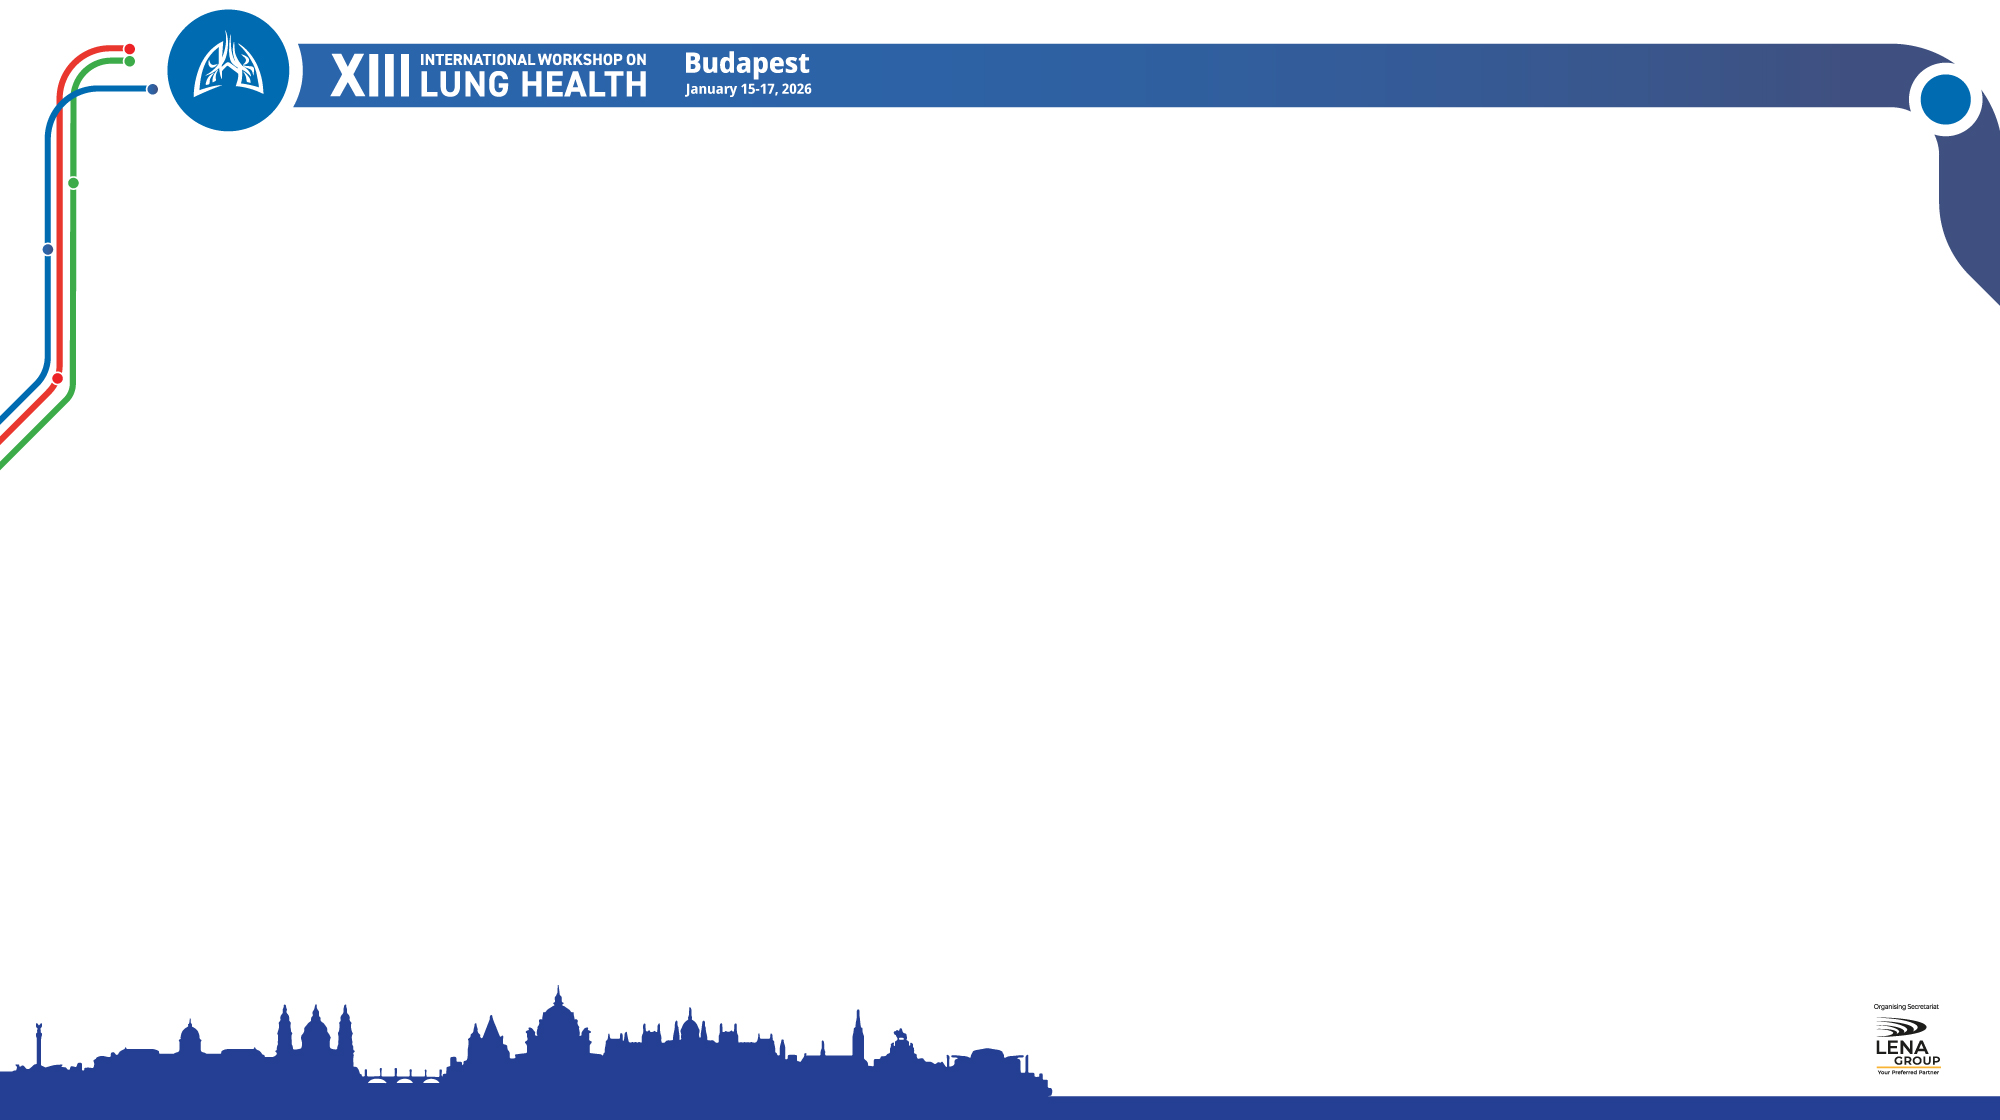 XIII INTERNATIONAL WORKSHOP ON
LUNG HEALTH
Budapest
January 15-17, 2026
Organising Secretariat
LENA
GROUP
Your Preferred Partner